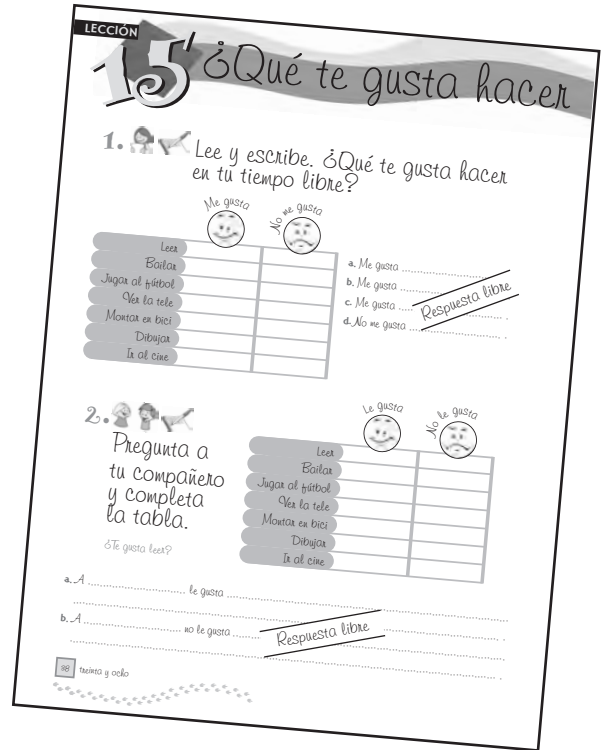 LECCIÓN
15 ¿Qué te gusta hacer
1. Lee y escribe. ¿Qué te gusta hacer
en tu tiempo libre?
Me gusta
No me gusta
Leer
Bailar
Jugar al fútbol
Ver la tele
Montar en bici
Dibujar
Ir al cine
a. Me gusta
b. Me gusta
c. Me gusta
d. No me gusta
Respuesta libre
2.
Pregunta a
tu compañero
y completa
la tabla.
¿Te gusta leer?
Le gusta
No le gusta
Leer
Bailar
Jugar al fútbol
Ver la tele
Montar en bici
Dibujar
Ir al cine
a. A ........................ le gusta
b. A ........................ no le gusta
Respuesta libre
38 treinta y ocho